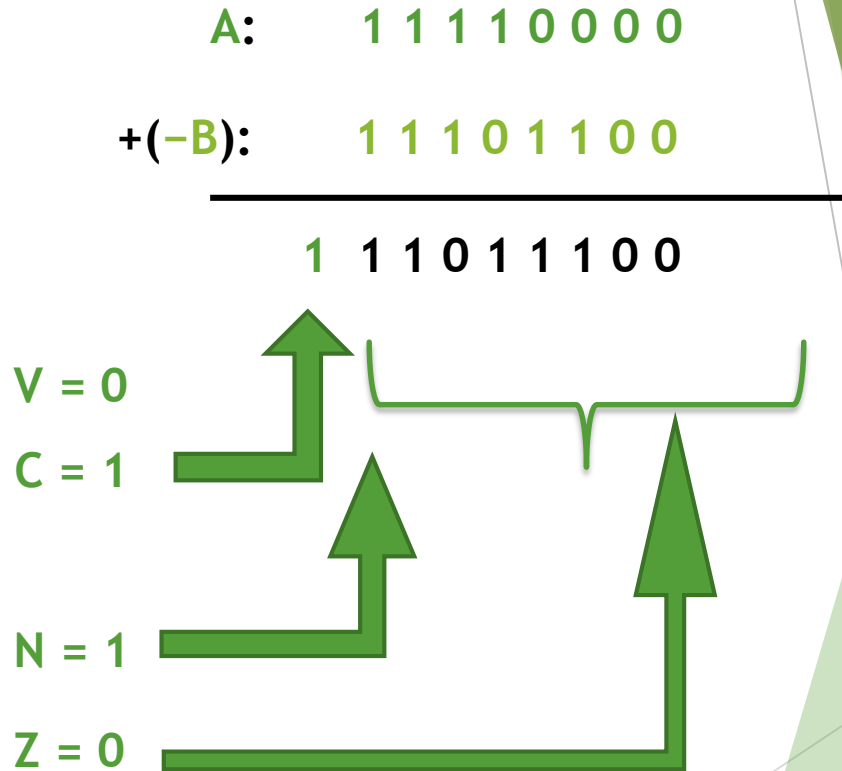 A: 1 1 1 1 0 0 0 0
+(−B): 1 1 1 0 1 1 0 0
1 1 1 0 1 1 1 0 0
V = 0
C = 1
N = 1
Z = 0